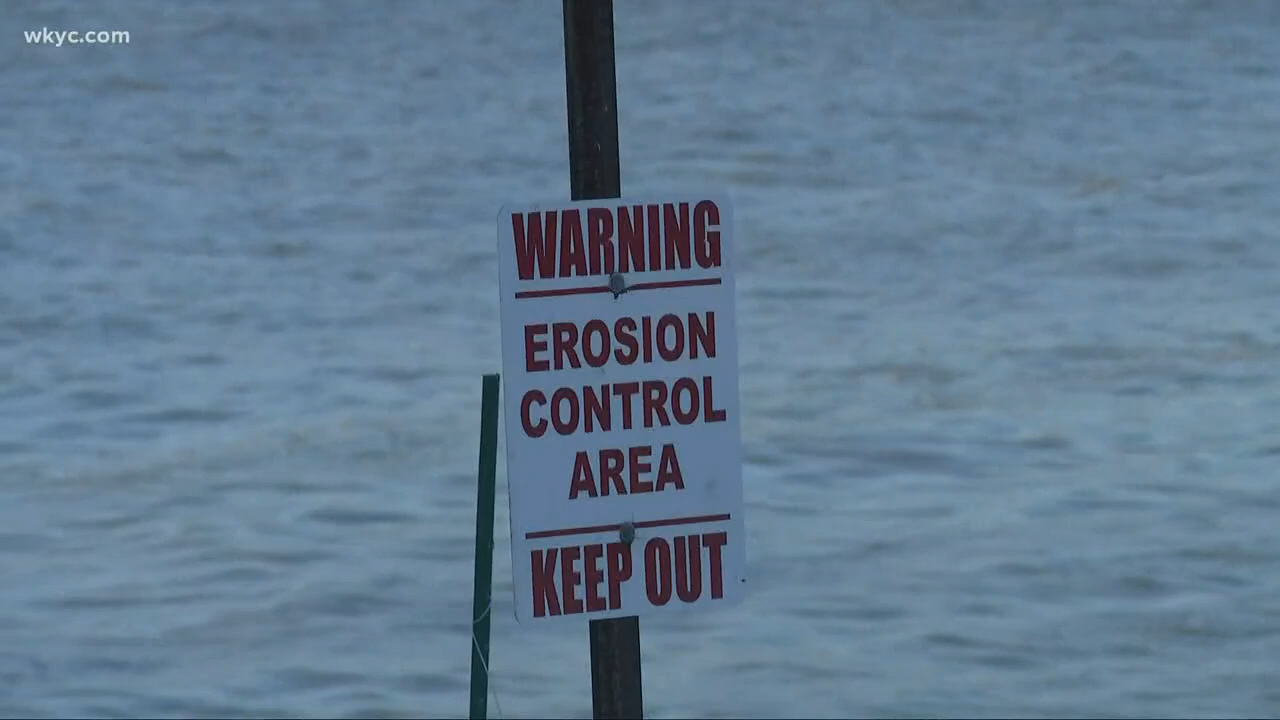 wkyc.com
WARNING
EROSION
CONTROL
AREA
KEEP OUT